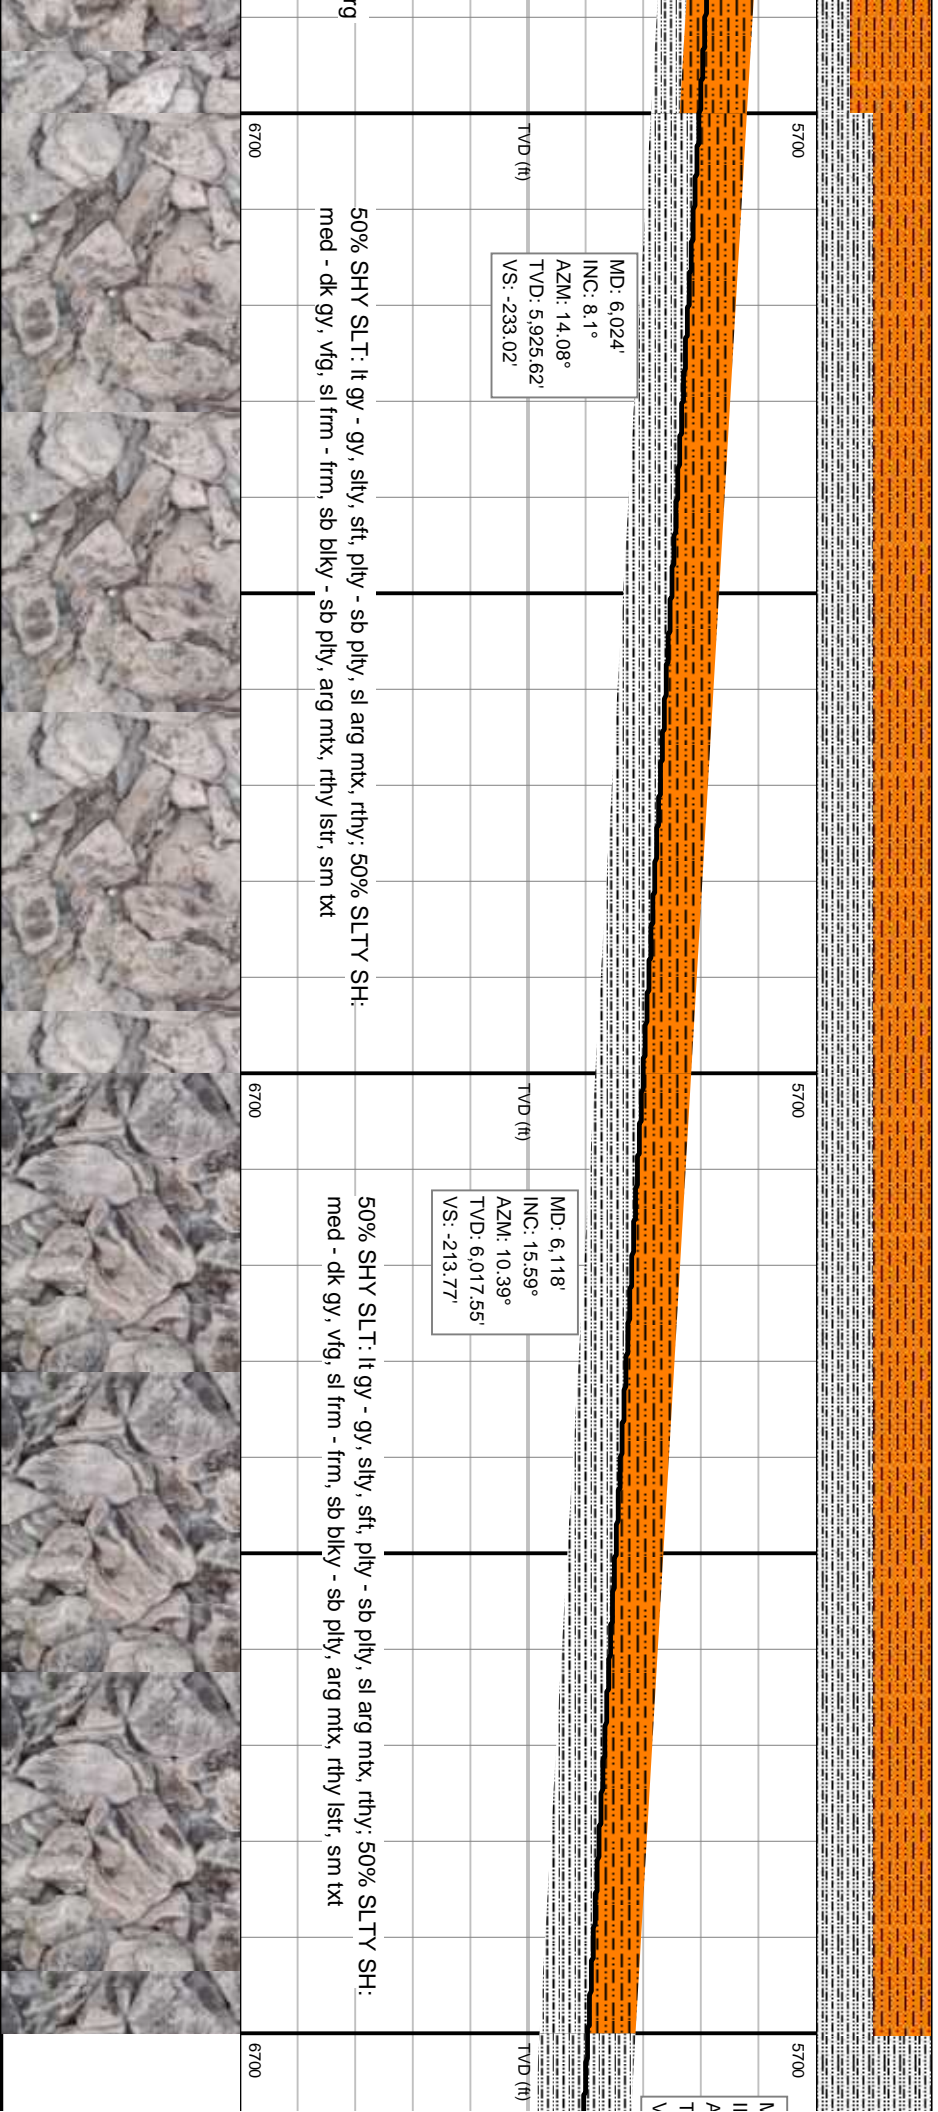 arg
5700
TVD (ft)
6700
MD: 6,024'
INC: 8.1°
AZM: 14.08°
TVD: 5,925.62'
VS: -233.02'
50% SHY SLT: lt gy - gy, slty, sft, plty - sb plty, sl arg mtx, rthy; 50% SLTY SH:
med - dk gy, vfg, sl frm - frm, sb blky - sb plty, arg mtx, rthy lstr, sm txt
5700
TVD (ft)
6700
MD: 6,118'
INC: 15.59°
AZM: 10.39°
TVD: 6,017.55'
VS: -213.77'
50% SHY SLT: lt gy - gy, slty, sft, plty - sb plty, sl arg mtx, rthy; 50% SLTY SH:
med - dk gy, vfg, sl frm - frm, sb blky - sb plty, arg mtx, rthy lstr, sm txt
5700
TVD (ft)
6700